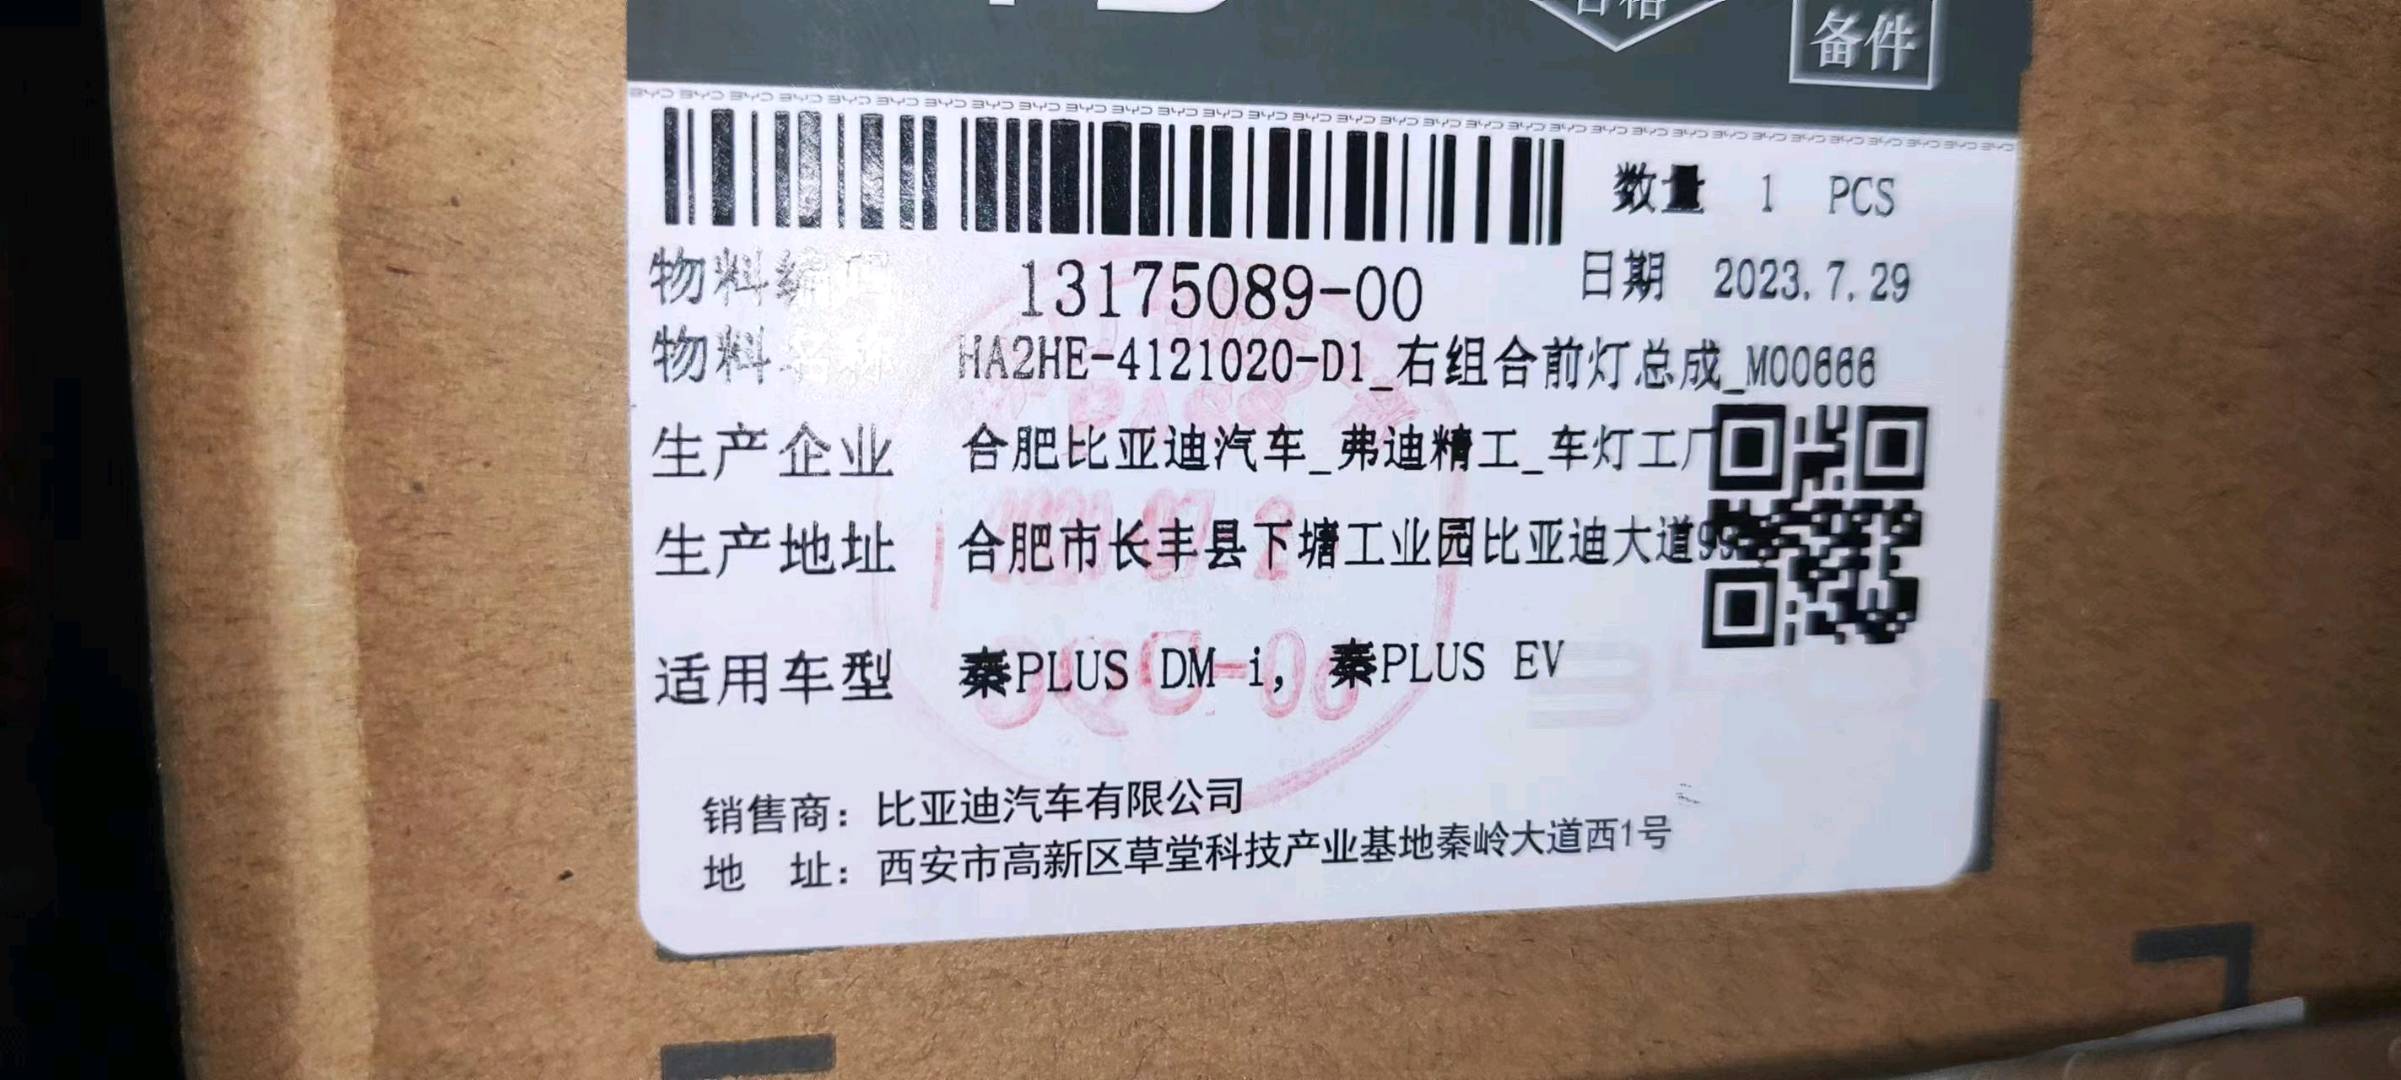 合格
备件
数量 1 PCS
物料编码 13175089-00
日期 2023.7.29
物料名称 HA2HE-4121020-D1_右组合前灯总成_M00666
生产企业 合肥比亚迪汽车_弗迪精工_车灯工厂
生产地址 合肥市长丰县下塘工业园比亚迪大道
适用车型 秦PLUS DM-i, 秦PLUS EV
销售商：比亚迪汽车有限公司
地 址：西安市高新区草堂科技产业基地秦岭大道西1号